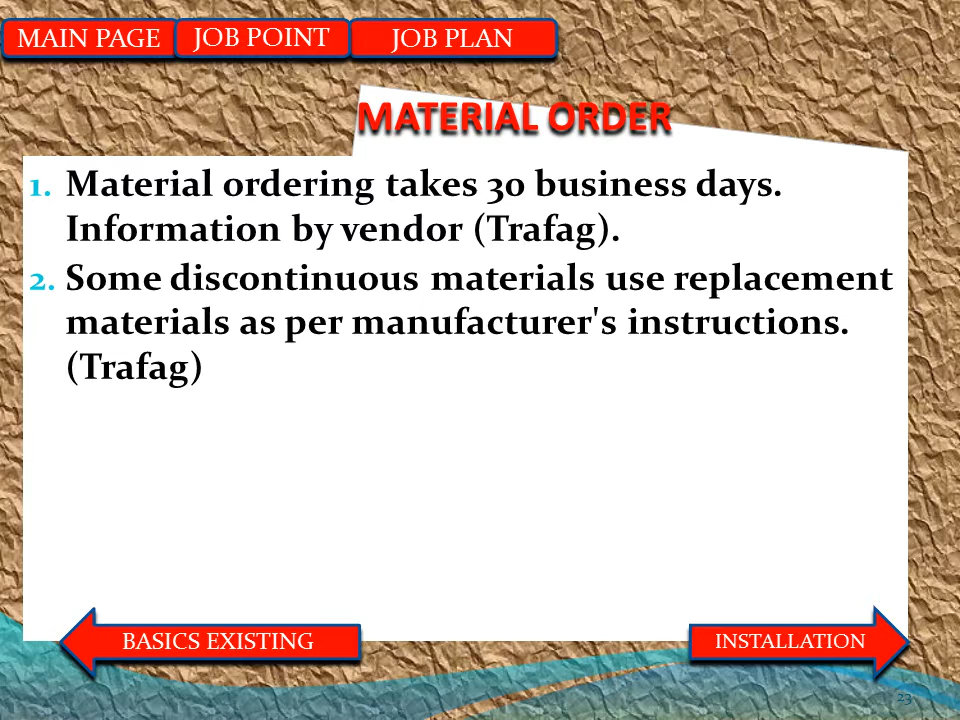 MAIN PAGE JOB POINT JOB PLAN
MATERIAL ORDER
1. Material ordering takes 30 business days.
Information by vendor (Trafag).
2. Some discontinuous materials use replacement
materials as per manufacturer's instructions.
(Trafag)
BASICS EXISTING INSTALLATION
23